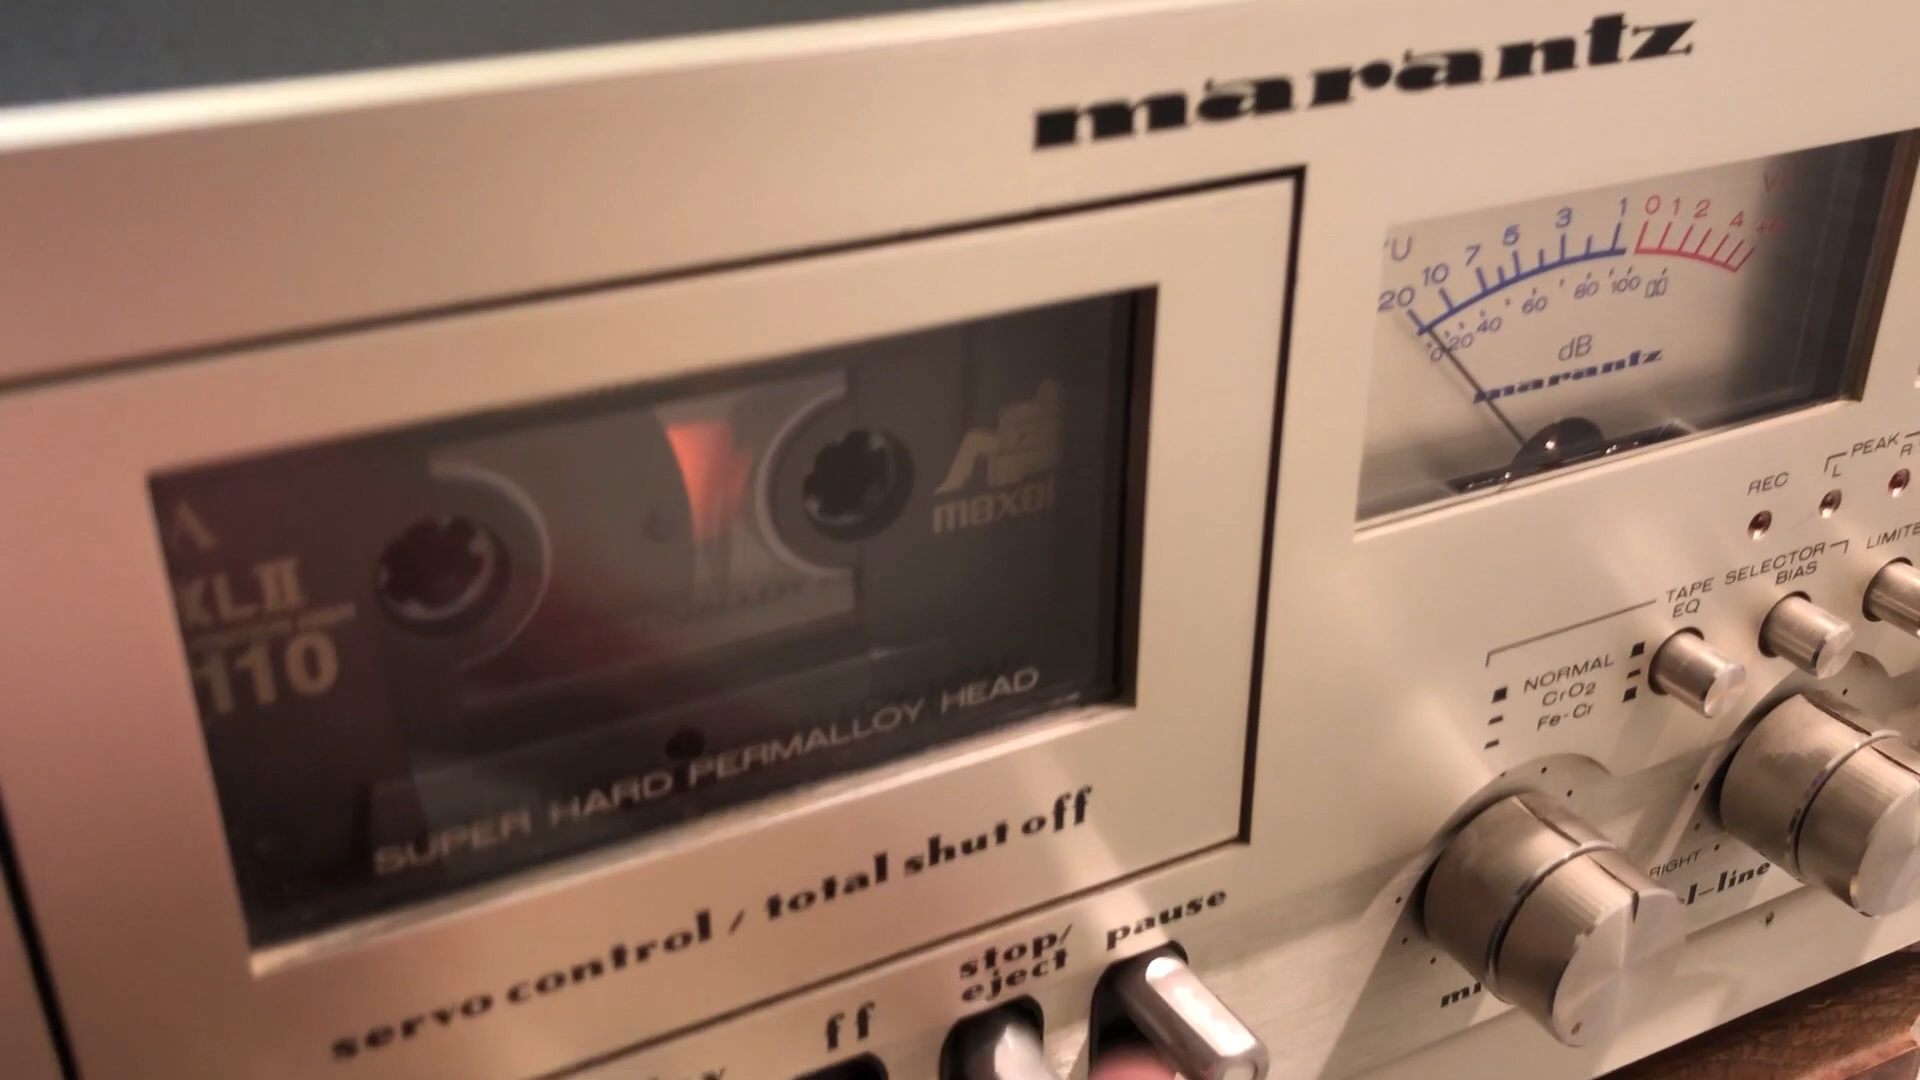 marantz
VU
20 10 7 5 3 1 0 1 2 4
0 20 40 60 80 100
dB
marantz
A
XLII
110
maxell
SUPER HARD PERMALLOY HEAD
servo control / total shut off
ff
stop/
eject
pause
REC
PEAK
L R
TAPE SELECTOR
EQ BIAS
NORMAL
CrO2
Fe-Cr
RIGHT